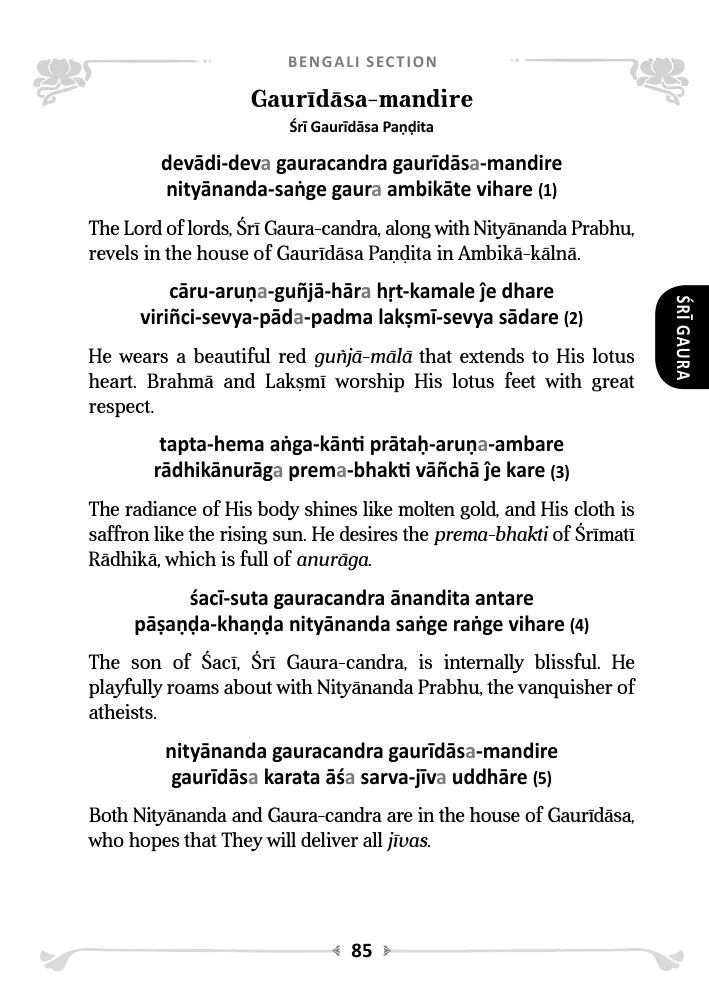 BENGALI SECTION
Gaurīdāsa-mandire
Śrī Gaurīdāsa Paṇḍita
devādi-deva gauracandra gaurīdāsa-mandire
nityānanda-saṅge gaura ambikāte vihare (1)
The Lord of lords, Śrī Gaura-candra, along with Nityānanda Prabhu,
revels in the house of Gaurīdāsa Paṇḍita in Ambikā-kālnā.
cāru-aruṇa-guñjā-hāra hṛt-kamale ĵe dhare
viriñci-sevya-pāda-padma lakṣmī-sevya sādare (2)
He wears a beautiful red guñjā-mālā that extends to His lotus
heart. Brahmā and Lakṣmī worship His lotus feet with great
respect.
tapta-hema aṅga-kānti prātaḥ-aruṇa-ambare
rādhikānurāga prema-bhakti vāñchā ĵe kare (3)
The radiance of His body shines like molten gold, and His cloth is
saffron like the rising sun. He desires the prema-bhakti of Śrīmatī
Rādhikā, which is full of anurāga.
śacī-suta gauracandra ānandita antare
pāṣaṇḍa-khaṇḍa nityānanda saṅge raṅge vihare (4)
The son of Śacī, Śrī Gaura-candra, is internally blissful. He
playfully roams about with Nityānanda Prabhu, the vanquisher of
atheists.
nityānanda gauracandra gaurīdāsa-mandire
gaurīdāsa karata āśa sarva-jīva uddhāre (5)
Both Nityānanda and Gaura-candra are in the house of Gaurīdāsa,
who hopes that They will deliver all jīvas.
ŚRĪ GAURA
85